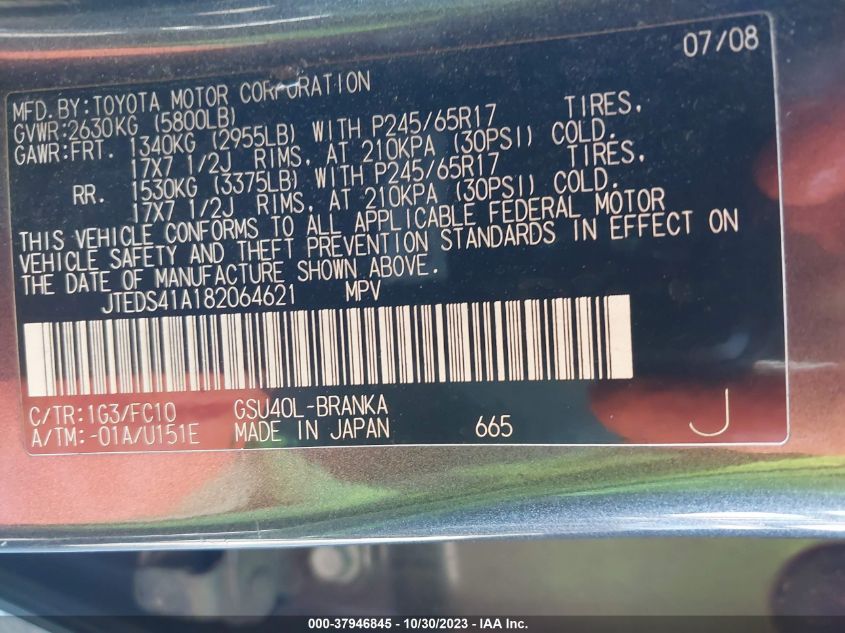 07/08
MFD.BY:TOYOTA MOTOR CORPORATION
GVWR:2630KG (5800LB)
GAWR:FRT. 1340KG (2955LB) WITH P245/65R17 TIRES,
17X7 1/2J RIMS, AT 210KPA (30PSI) COLD.
RR. 1530KG (3375LB) WITH P245/65R17 TIRES,
17X7 1/2J RIMS, AT 210KPA (30PSI) COLD.
THIS VEHICLE CONFORMS TO ALL APPLICABLE FEDERAL MOTOR
VEHICLE SAFETY AND THEFT PREVENTION STANDARDS IN EFFECT ON
THE DATE OF MANUFACTURE SHOWN ABOVE.
JTEDS41A182064621 MPV
C/TR:1G3/FC10 GSU40L-BRANKA
A/TM:-01A/U151E MADE IN JAPAN 665 J
000-37946845 - 10/30/2023 - IAA Inc.